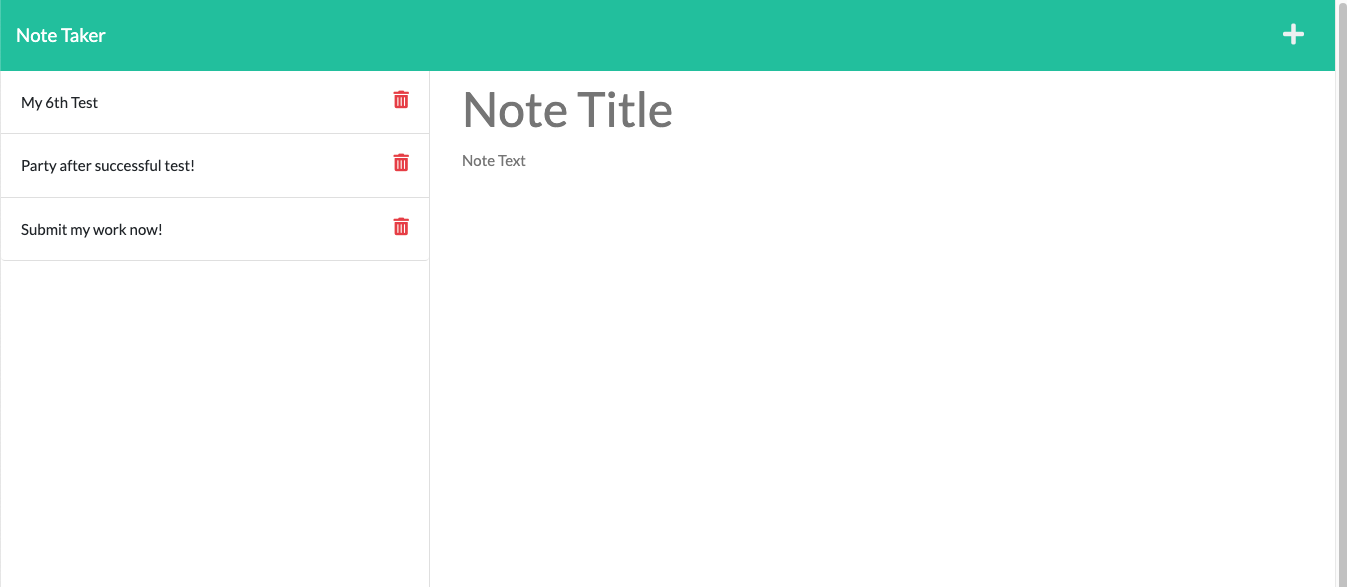 Note Taker
My 6th Test
Party after successful test!
Submit my work now!
Note Title
Note Text